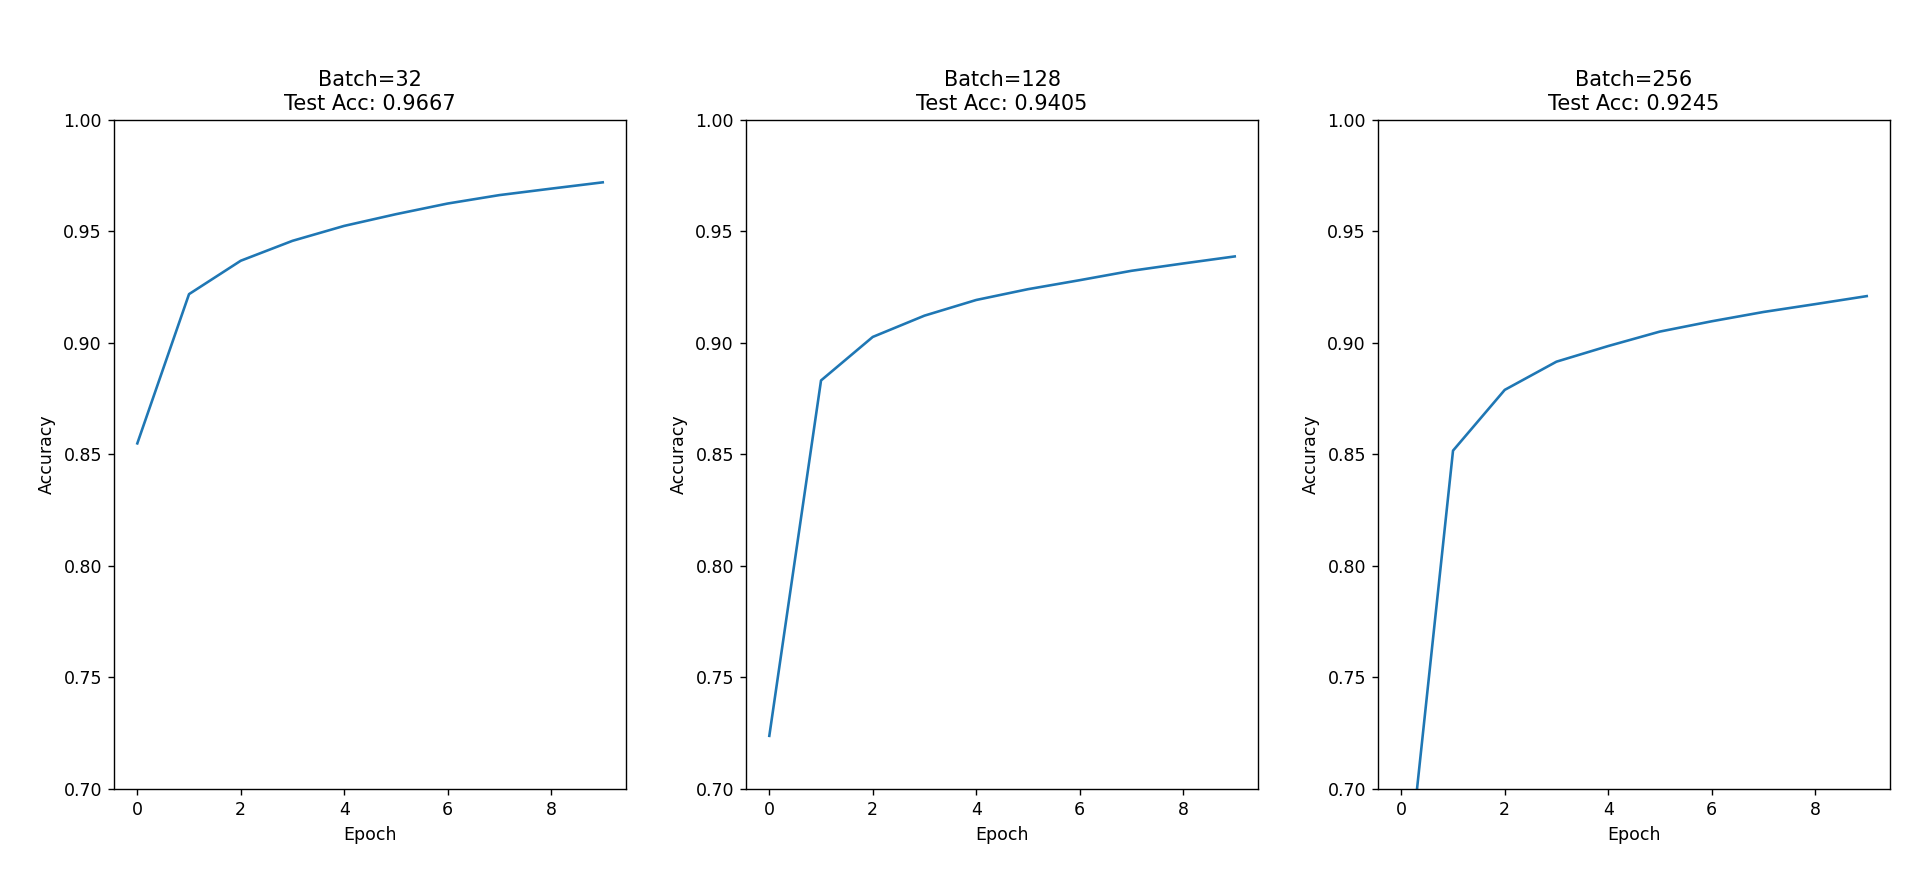 Batch=32
Test Acc: 0.9667
1.00
0.95
0.90
0.85
0.80
0.75
0.70
Accuracy
0 2 4 6 8
Epoch
Batch=128
Test Acc: 0.9405
1.00
0.95
0.90
0.85
0.80
0.75
0.70
Accuracy
0 2 4 6 8
Epoch
Batch=256
Test Acc: 0.9245
1.00
0.95
0.90
0.85
0.80
0.75
0.70
Accuracy
0 2 4 6 8
Epoch